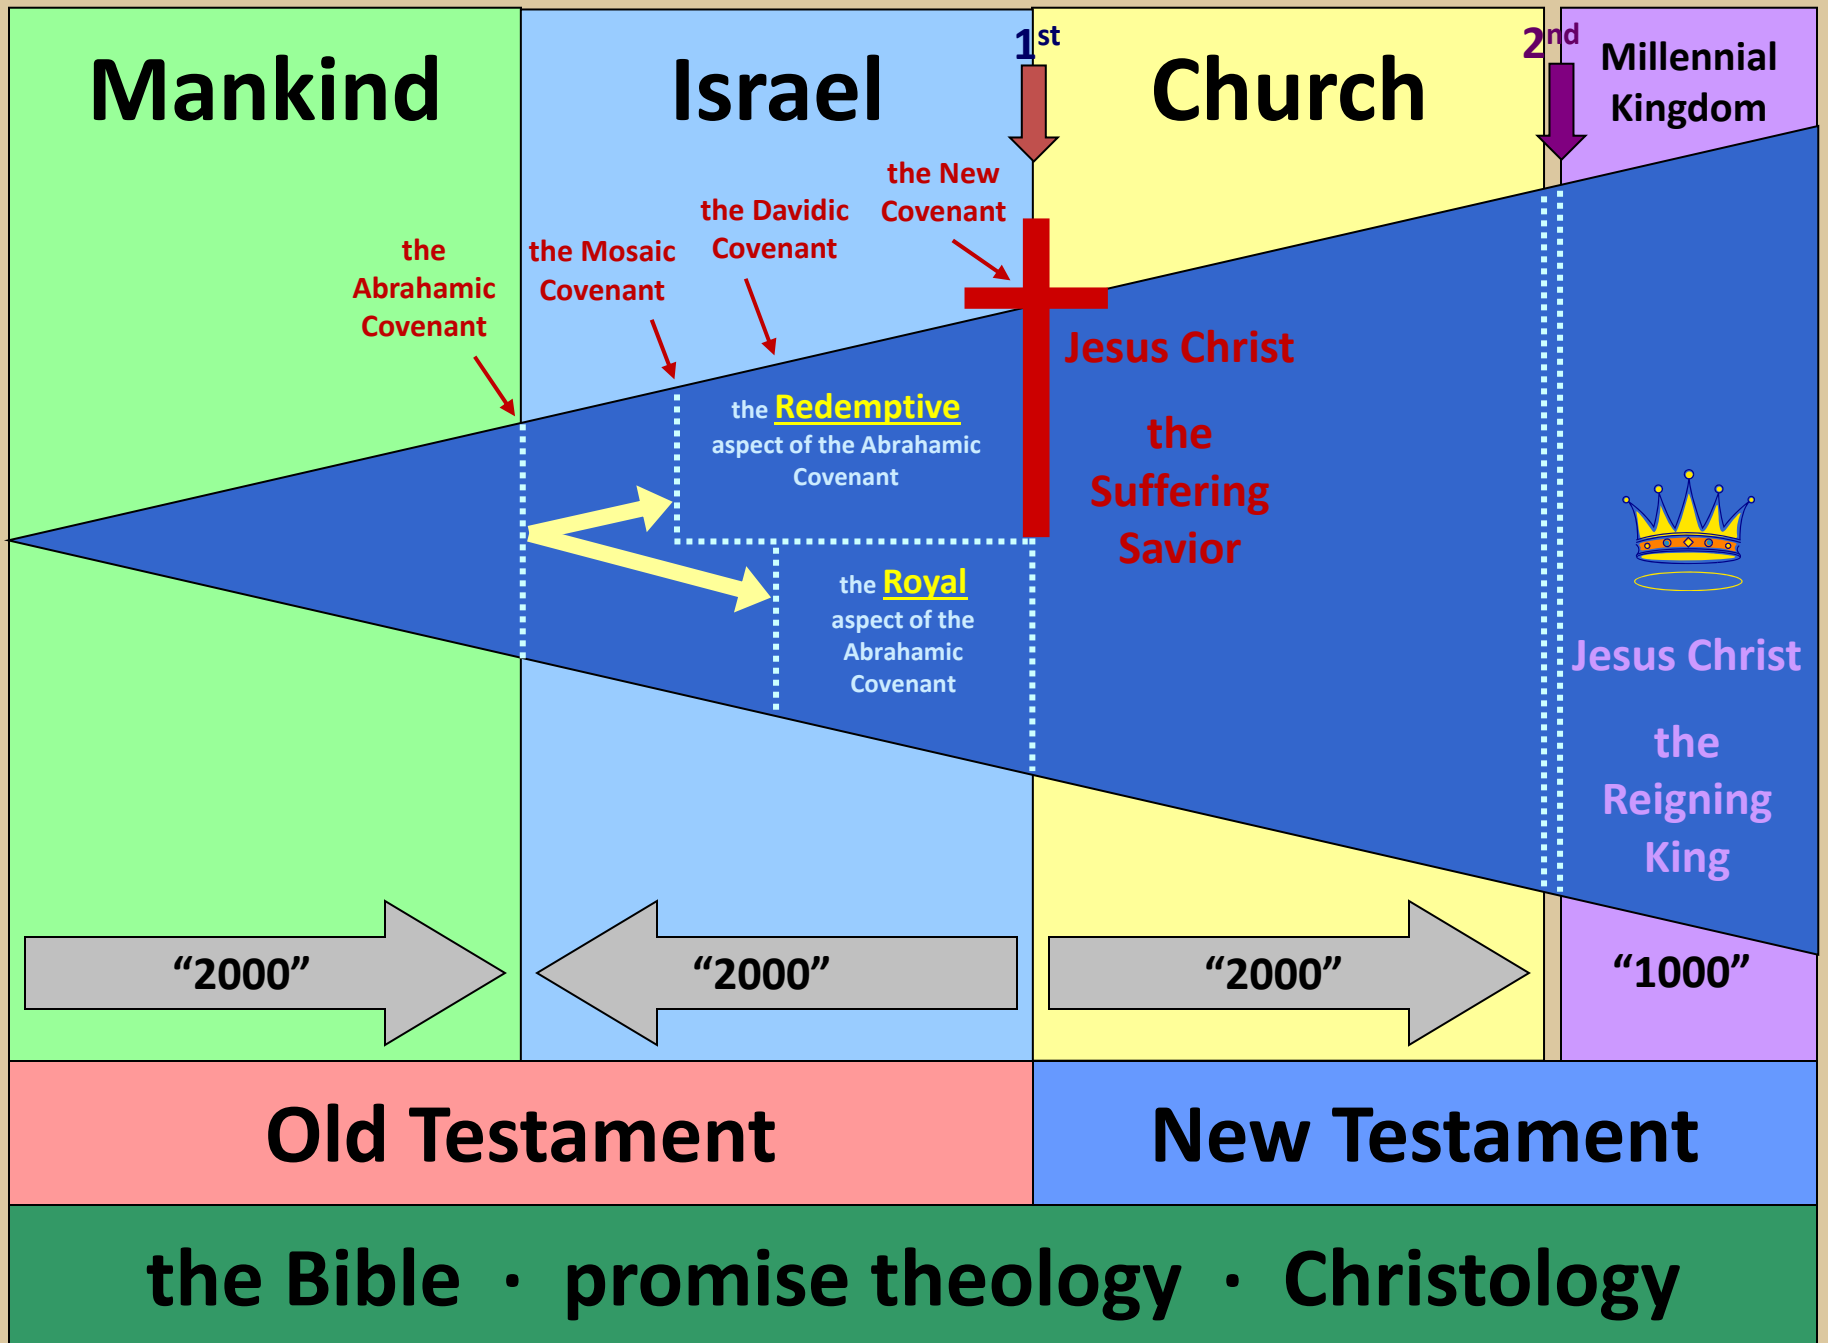 Mankind
Israel
1st
Church
2nd
Millennial
Kingdom
the
Abrahamic
Covenant
the Mosaic
Covenant
the Davidic
Covenant
the New
Covenant
the Redemptive
aspect of the Abrahamic
Covenant
the Royal
aspect of the
Abrahamic
Covenant
Jesus Christ
the
Suffering
Savior
Jesus Christ
the
Reigning
King
“2000”
“2000”
“2000”
“1000”
Old Testament
New Testament
the Bible · promise theology · Christology